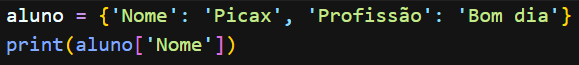 aluno = {'Nome': 'Picax', 'Profissão': 'Bom dia'}
print(aluno['Nome'])